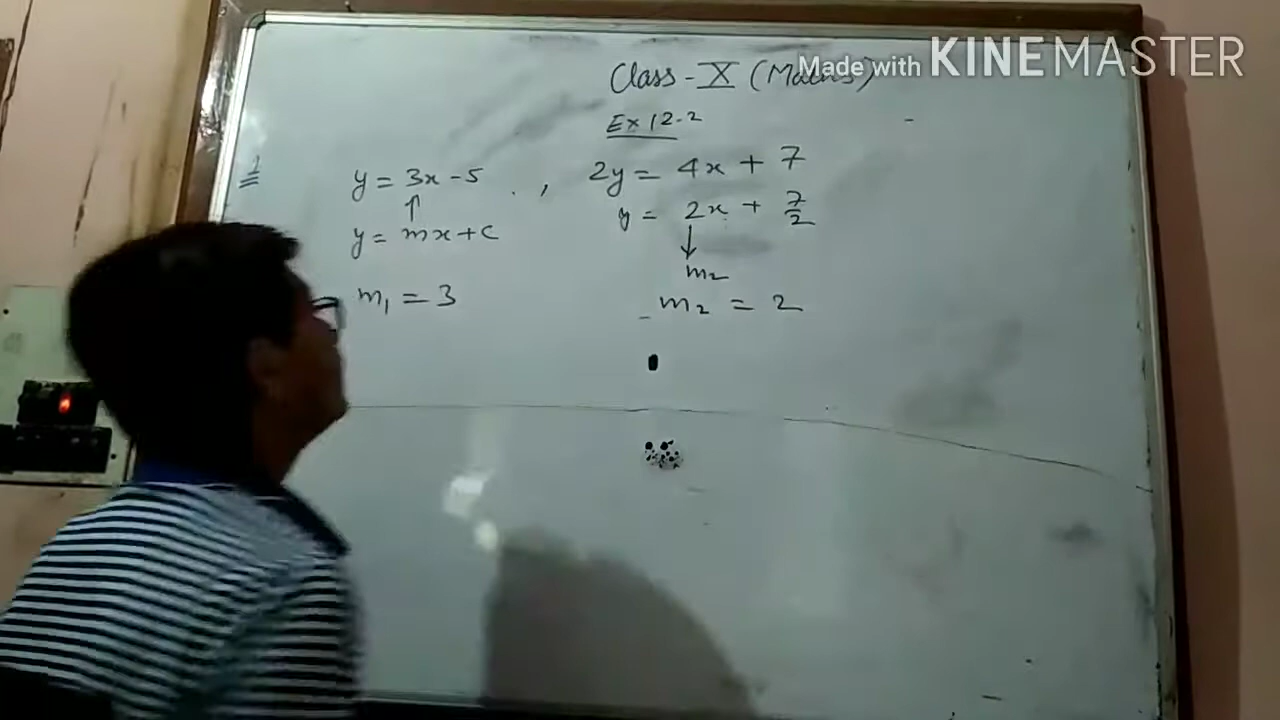 Made with KINEMASTER
Class - X (Maths)
Ex 12.2
1
y = 3x - 5 , 2y = 4x + 7
↑ y = 2x + 7/2
y = mx + c ↓
m₂
m₁ = 3 m₂ = 2